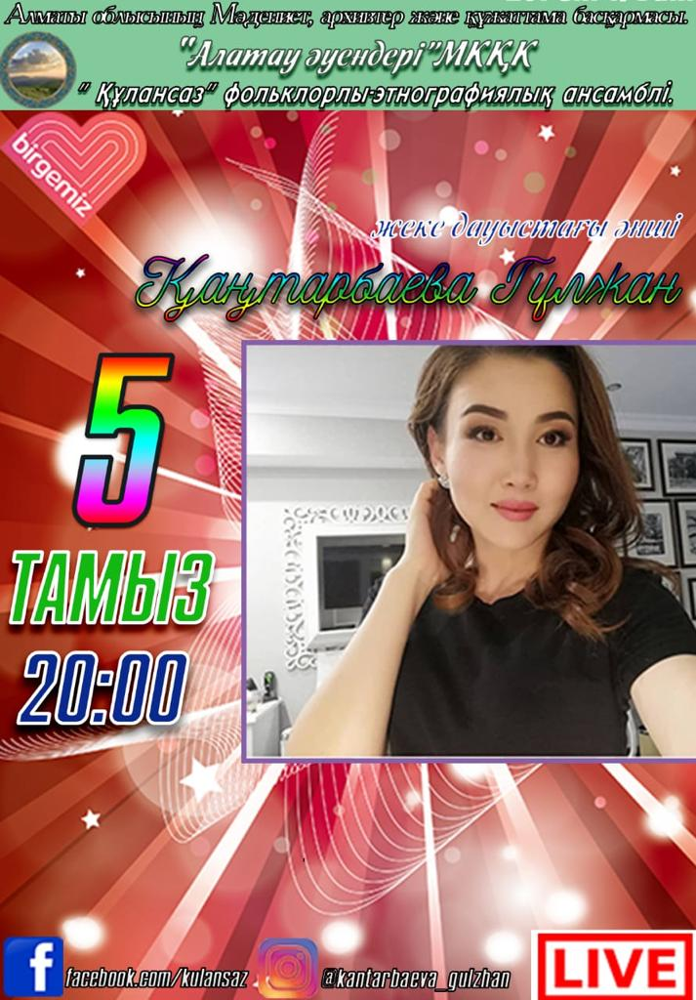 Алматы облысының Мәдениет, архивтер және құжаттама басқармасы.
"Алатау әуендері"МКҚК
" Құлансаз" фольклорлы-этнографиялық ансамблі.
birgemiz
жеке дауыстағы әнші
Қаңтарбаева Гүлжан
5
ТАМЫЗ
20:00
facebook.com/kulansaz
@kantarbaeva_gulzhan
LIVE